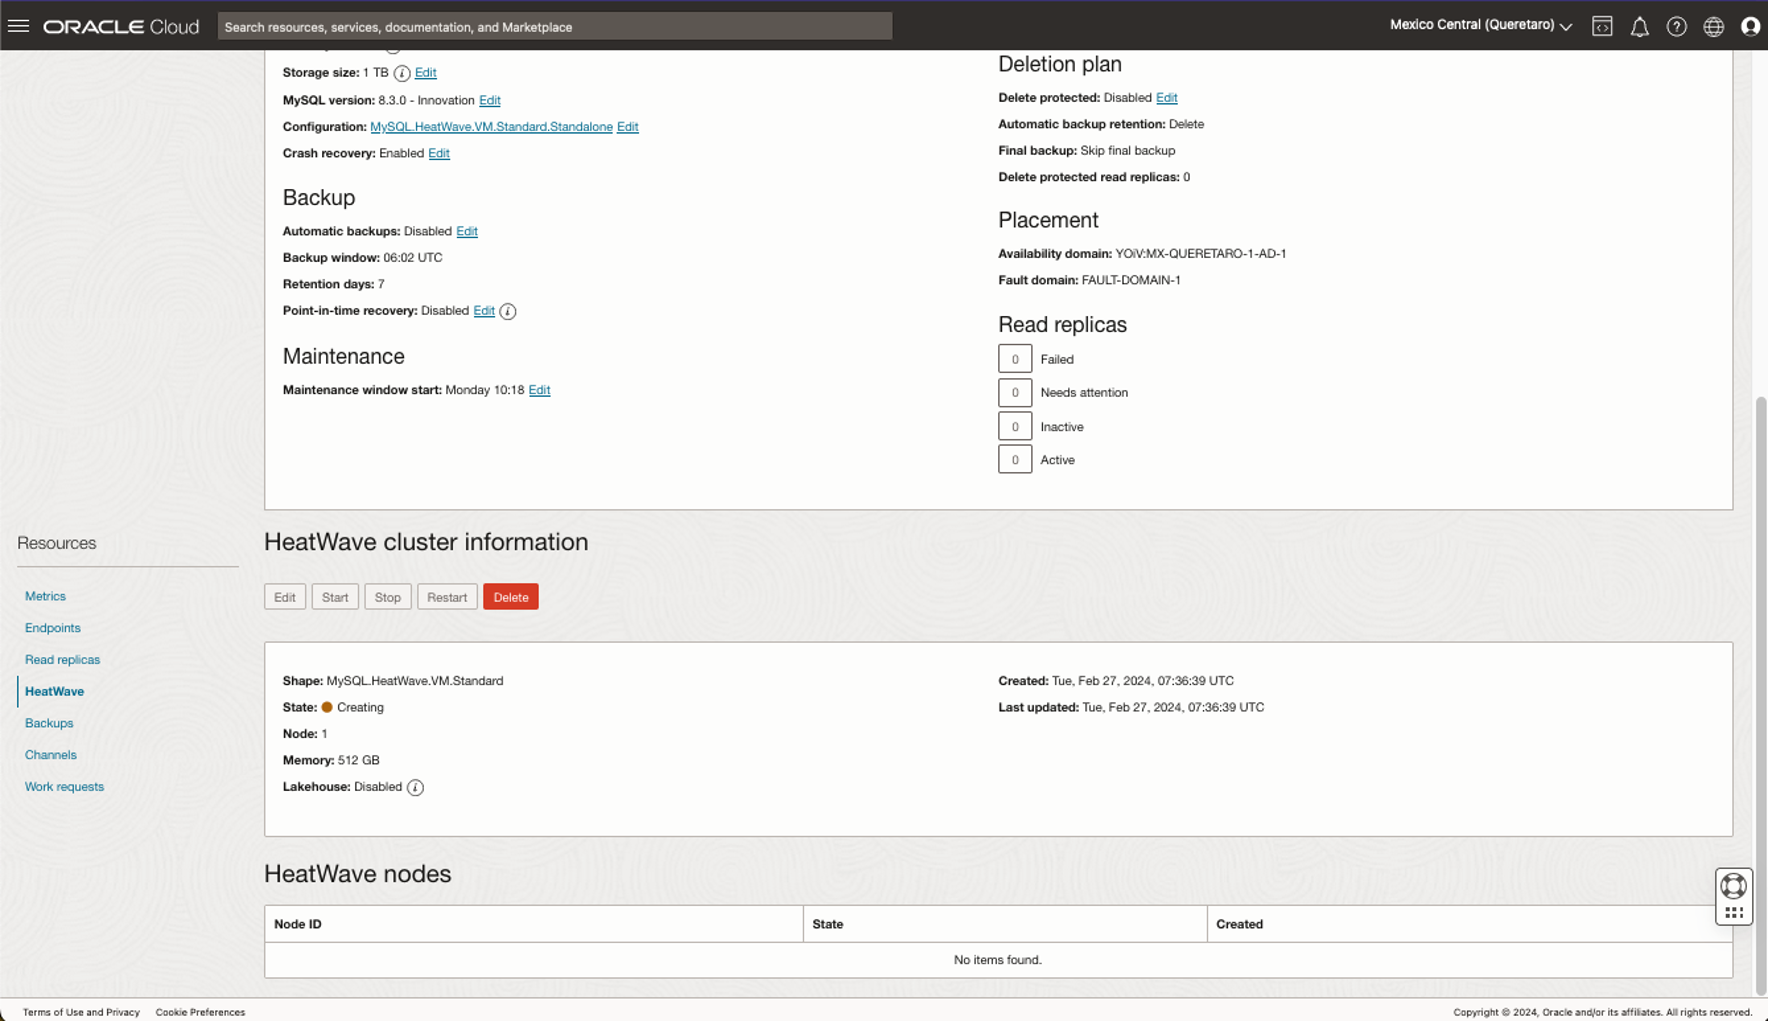 ORACLE Cloud
Search resources, services, documentation, and Marketplace
Mexico Central (Queretaro)
Storage size: 1 TB i Edit
MySQL version: 8.3.0 - Innovation Edit
Configuration: MySQL.HeatWave.VM.Standard.Standalone Edit
Crash recovery: Enabled Edit
Backup
Automatic backups: Disabled Edit
Backup window: 06:02 UTC
Retention days: 7
Point-in-time recovery: Disabled Edit i
Maintenance
Maintenance window start: Monday 10:18 Edit
Deletion plan
Delete protected: Disabled Edit
Automatic backup retention: Delete
Final backup: Skip final backup
Delete protected read replicas: 0
Placement
Availability domain: YOiV:MX-QUERETARO-1-AD-1
Fault domain: FAULT-DOMAIN-1
Read replicas
0 Failed
0 Needs attention
0 Inactive
0 Active
Resources
Metrics
Endpoints
Read replicas
HeatWave
Backups
Channels
Work requests
HeatWave cluster information
Edit Start Stop Restart Delete
Shape: MySQL.HeatWave.VM.Standard
State: Creating
Node: 1
Memory: 512 GB
Lakehouse: Disabled i
Created: Tue, Feb 27, 2024, 07:36:39 UTC
Last updated: Tue, Feb 27, 2024, 07:36:39 UTC
HeatWave nodes
Node ID State Created
No items found.
Terms of Use and Privacy Cookie Preferences
Copyright © 2024, Oracle and/or its affiliates. All rights reserved.